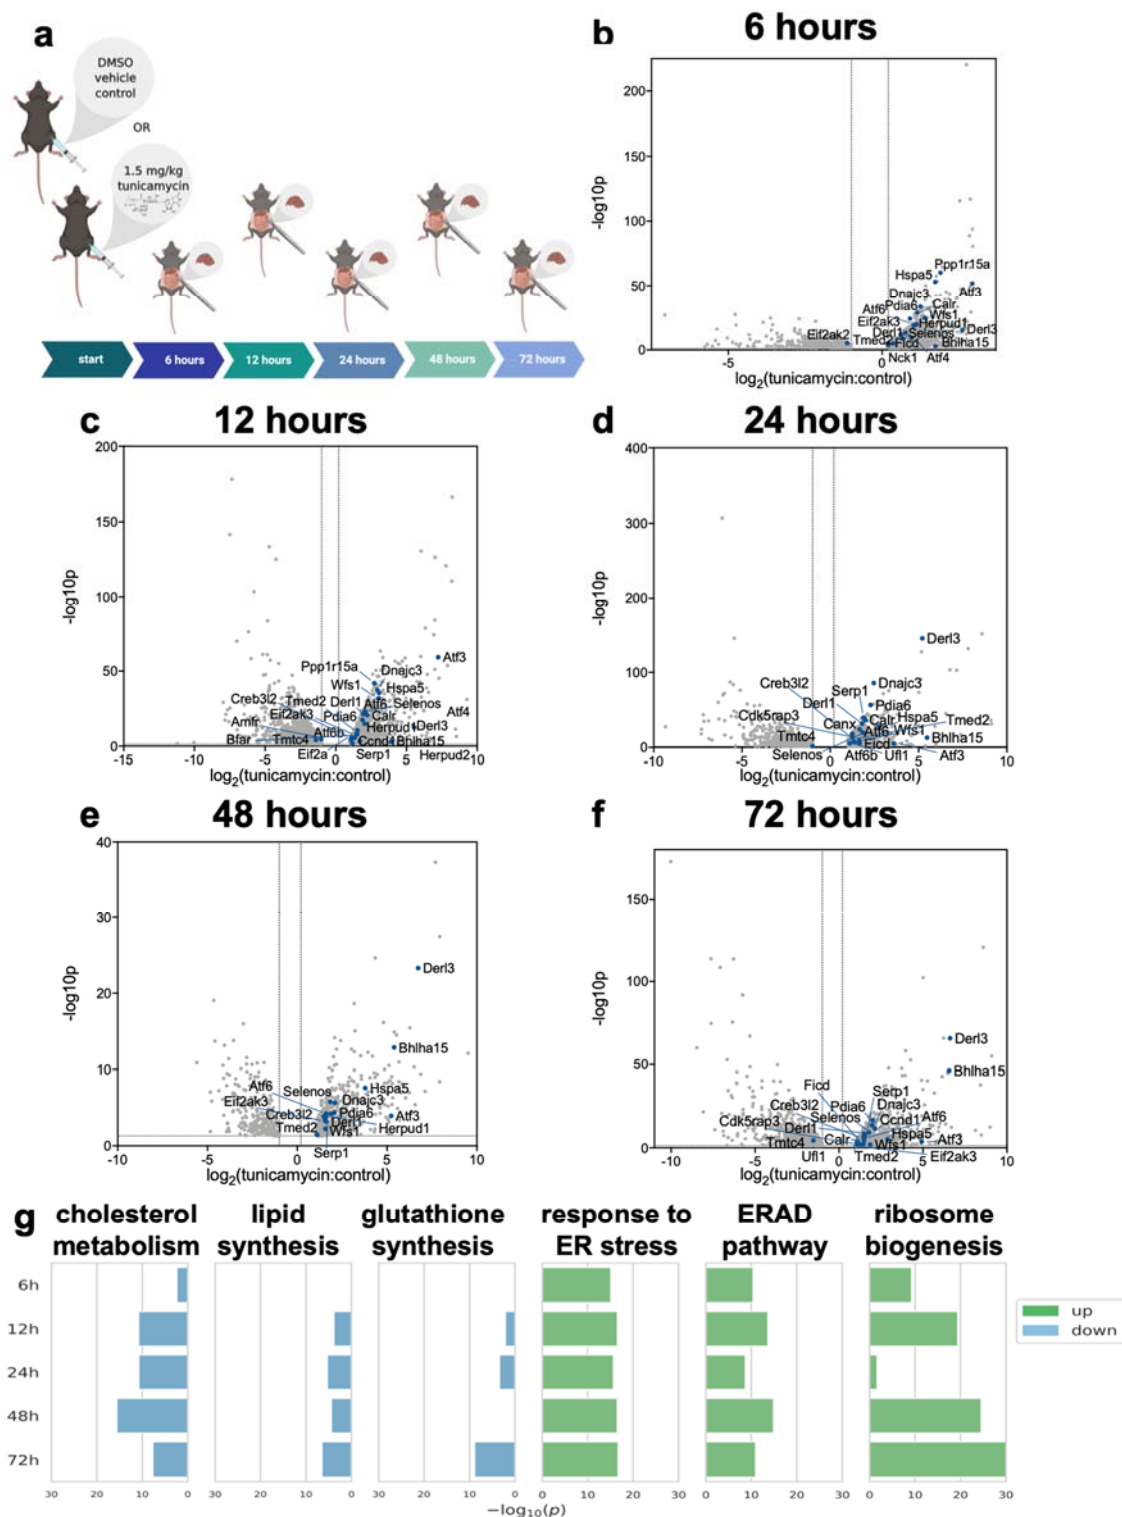 a
DMSO
vehicle
control
OR
1.5 mg/kg
tunicamycin
start
6 hours
12 hours
24 hours
48 hours
72 hours
b
6 hours
-log10p
200
150
100
50
0
Ppp1r15a
Hspa5
Atf3
Dnajc3
Atf6
Pdia6
Calr
Wfs1
Eif2ak3
Herpud1
Eif2ak2
Derl1
Selenos
Derl3
Tmed2
Ficd
Bhlha15
Nck1
Atf4
-5
0
log2(tunicamycin:control)
c
12 hours
-log10p
200
150
100
50
0
Ppp1r15a
Dnajc3
Atf3
Wfs1
Hspa5
Creb3l2
Tmed2
Derl1
Atf6
Selenos
Eif2ak3
Pdia6
Calr
Atf4
Amfr
Atf6b
Herpud1
Derl3
Bfar
Tmtc4
Ccnd1
Bhlha15
Eif2a
Serp1
Herpud2
-15
-10
-5
0
5
10
log2(tunicamycin:control)
d
24 hours
-log10p
400
300
200
100
0
Derl3
Creb3l2
Serp1
Dnajc3
Derl1
Pdia6
Cdk5rap3
Canx
Calr
Hspa5
Tmed2
Tmtc4
Atf6
Wfs1
Bhlha15
Selenos
Ficd
Atf6b
Ufl1
Atf3
-10
-5
0
5
10
log2(tunicamycin:control)
e
48 hours
-log10p
40
30
20
10
0
Derl3
Bhlha15
Atf6
Selenos
Hspa5
Eif2ak3
Dnajc3
Creb3l2
Pdia6
Atf3
Tmed2
Derl1
Herpud1
Wfs1
Serp1
-10
-5
0
5
10
log2(tunicamycin:control)
f
72 hours
-log10p
150
100
50
0
Derl3
Bhlha15
Ficd
Serp1
Creb3l2
Pdia6
Dnajc3
Cdk5rap3
Selenos
Ccnd1
Atf6
Derl1
Hspa5
Atf3
Tmtc4
Calr
Wfs1
Ufl1
Tmed2
Eif2ak3
-10
-5
0
5
10
log2(tunicamycin:control)
g
cholesterol
metabolism
lipid
synthesis
glutathione
synthesis
response to
ER stress
ERAD
pathway
ribosome
biogenesis
6h
12h
24h
48h
72h
30 20 10 0
30 20 10 0
30 20 10 0
0 10 20 30
0 10 20 30
0 10 20 30
−log10(p)
up
down